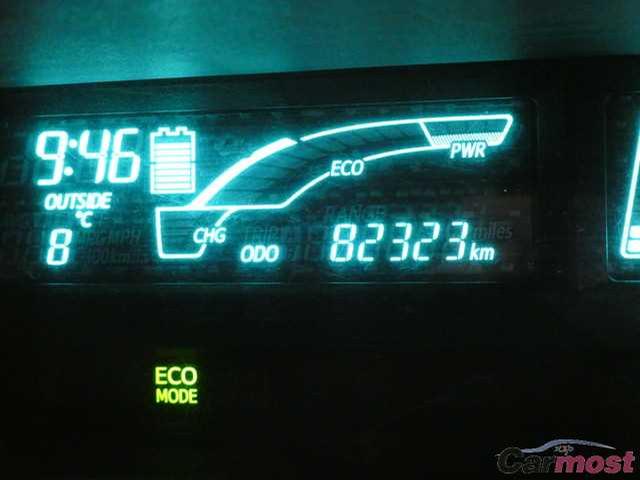 9:46
OUTSIDE
°C
8
ECO
PWR
CHG
ODO 82323 km
ECO
MODE
Carmost